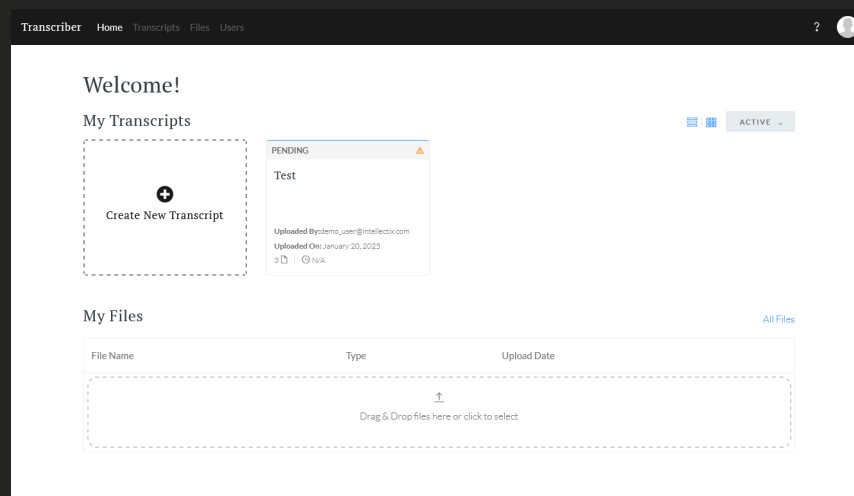 Transcriber Home Transcripts Files Users ?
Welcome!
My Transcripts
ACTIVE
Create New Transcript
PENDING
Test
Uploaded By:demo_user@intellectix.com
Uploaded On: January 20, 2025
3 N/A
My Files
All Files
File Name Type Upload Date
Drag & Drop files here or click to select